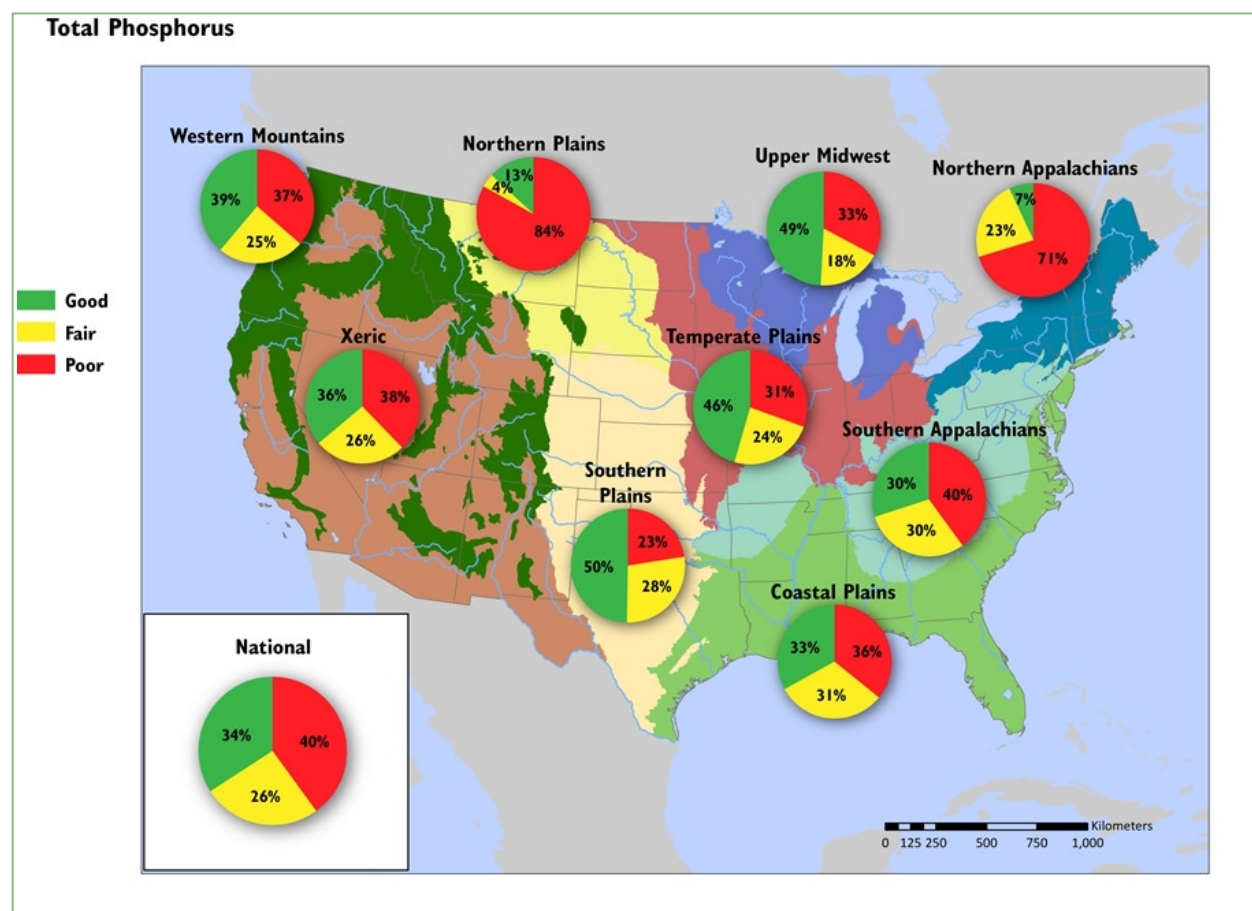 Total Phosphorus
Western Mountains
39%
37%
25%
Northern Plains
13%
4%
84%
Upper Midwest
49%
33%
18%
Northern Appalachians
7%
23%
71%
Good
Fair
Poor
Xeric
36%
38%
26%
Temperate Plains
46%
31%
24%
Southern Appalachians
30%
40%
30%
Southern
Plains
50%
23%
28%
Coastal Plains
33%
36%
31%
National
34%
40%
26%
Kilometers
0 125 250 500 750 1,000